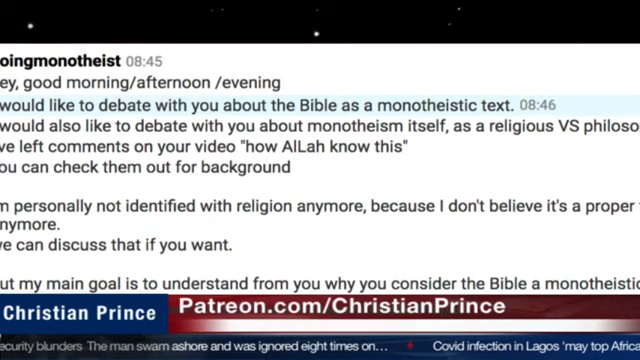 oingmonotheist 08:45
ey, good morning/afternoon /evening
would like to debate with you about the Bible as a monotheistic text. 08:46
would also like to debate with you about monotheism itself, as a religious VS philoso
ve left comments on your video "how AlLah know this"
ou can check them out for background
m personally not identified with religion anymore, because I don't believe it's a proper
nymore.
we can discuss that if you want.
ut my main goal is to understand from you why you consider the Bible a monotheistic
Christian Prince
Patreon.com/ChristianPrince
ecurity blunders The man swam ashore and was ignored eight times on... Covid infection in Lagos 'may top Africa